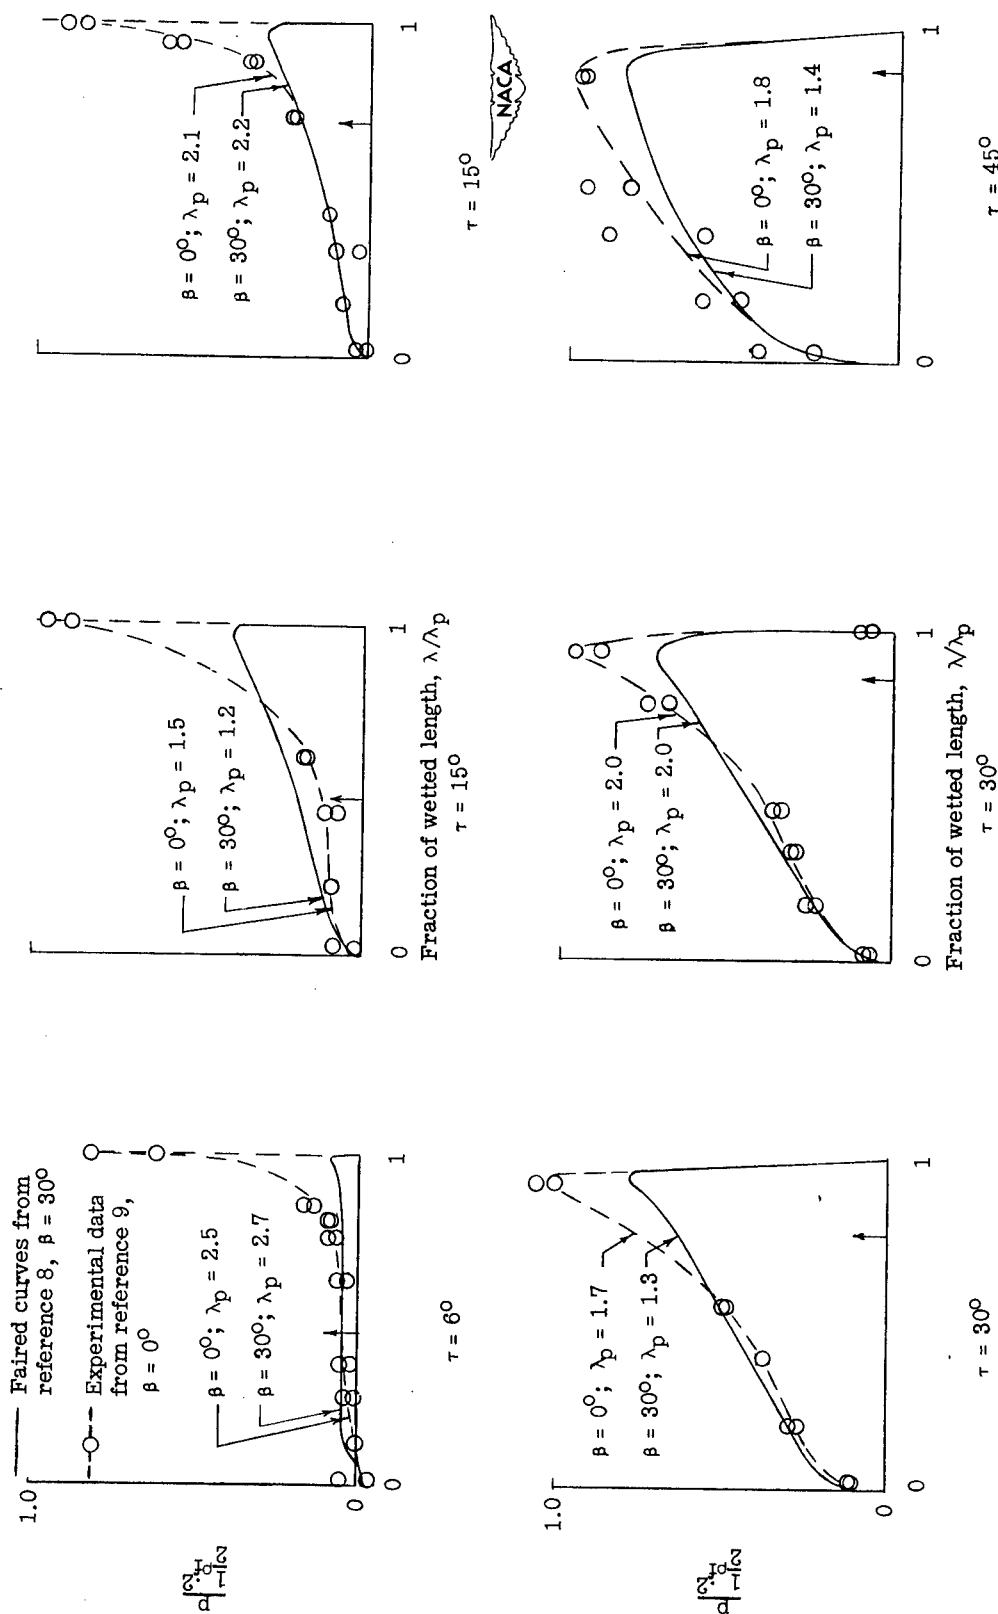 Faired curves from
reference 8, β = 30°
Experimental data
from reference 9,
β = 0°
1.0
0
β = 0°; λp = 2.5
β = 30°; λp = 2.7
1
τ = 6°
β = 0°; λp = 1.5
β = 30°; λp = 1.2
0
1
Fraction of wetted length, λ/λp
τ = 15°
β = 0°; λp = 2.1
β = 30°; λp = 2.2
0
1
τ = 15°
NACA
1.0
0
β = 0°; λp = 1.7
β = 30°; λp = 1.3
0
1
τ = 30°
β = 0°; λp = 2.0
β = 30°; λp = 2.0
0
1
Fraction of wetted length, λ/λp
τ = 30°
β = 0°; λp = 1.8
β = 30°; λp = 1.4
0
1
τ = 45°